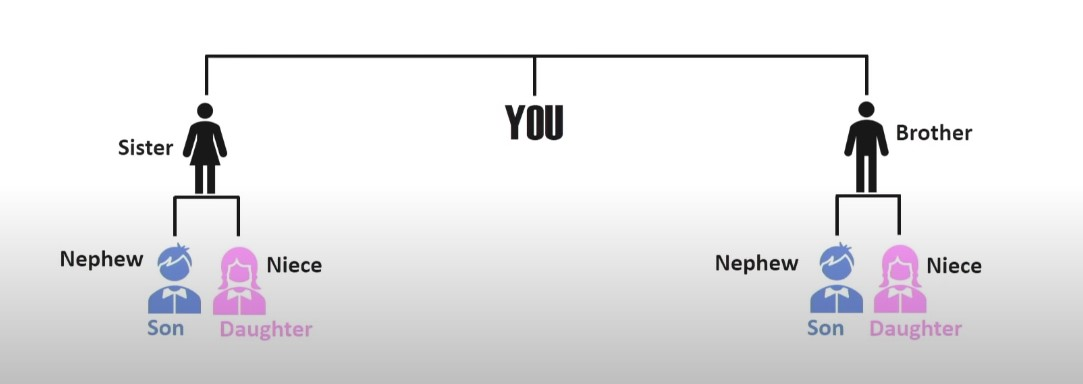 YOU
Sister
Brother
Nephew
Niece
Nephew
Niece
Son
Daughter
Son
Daughter